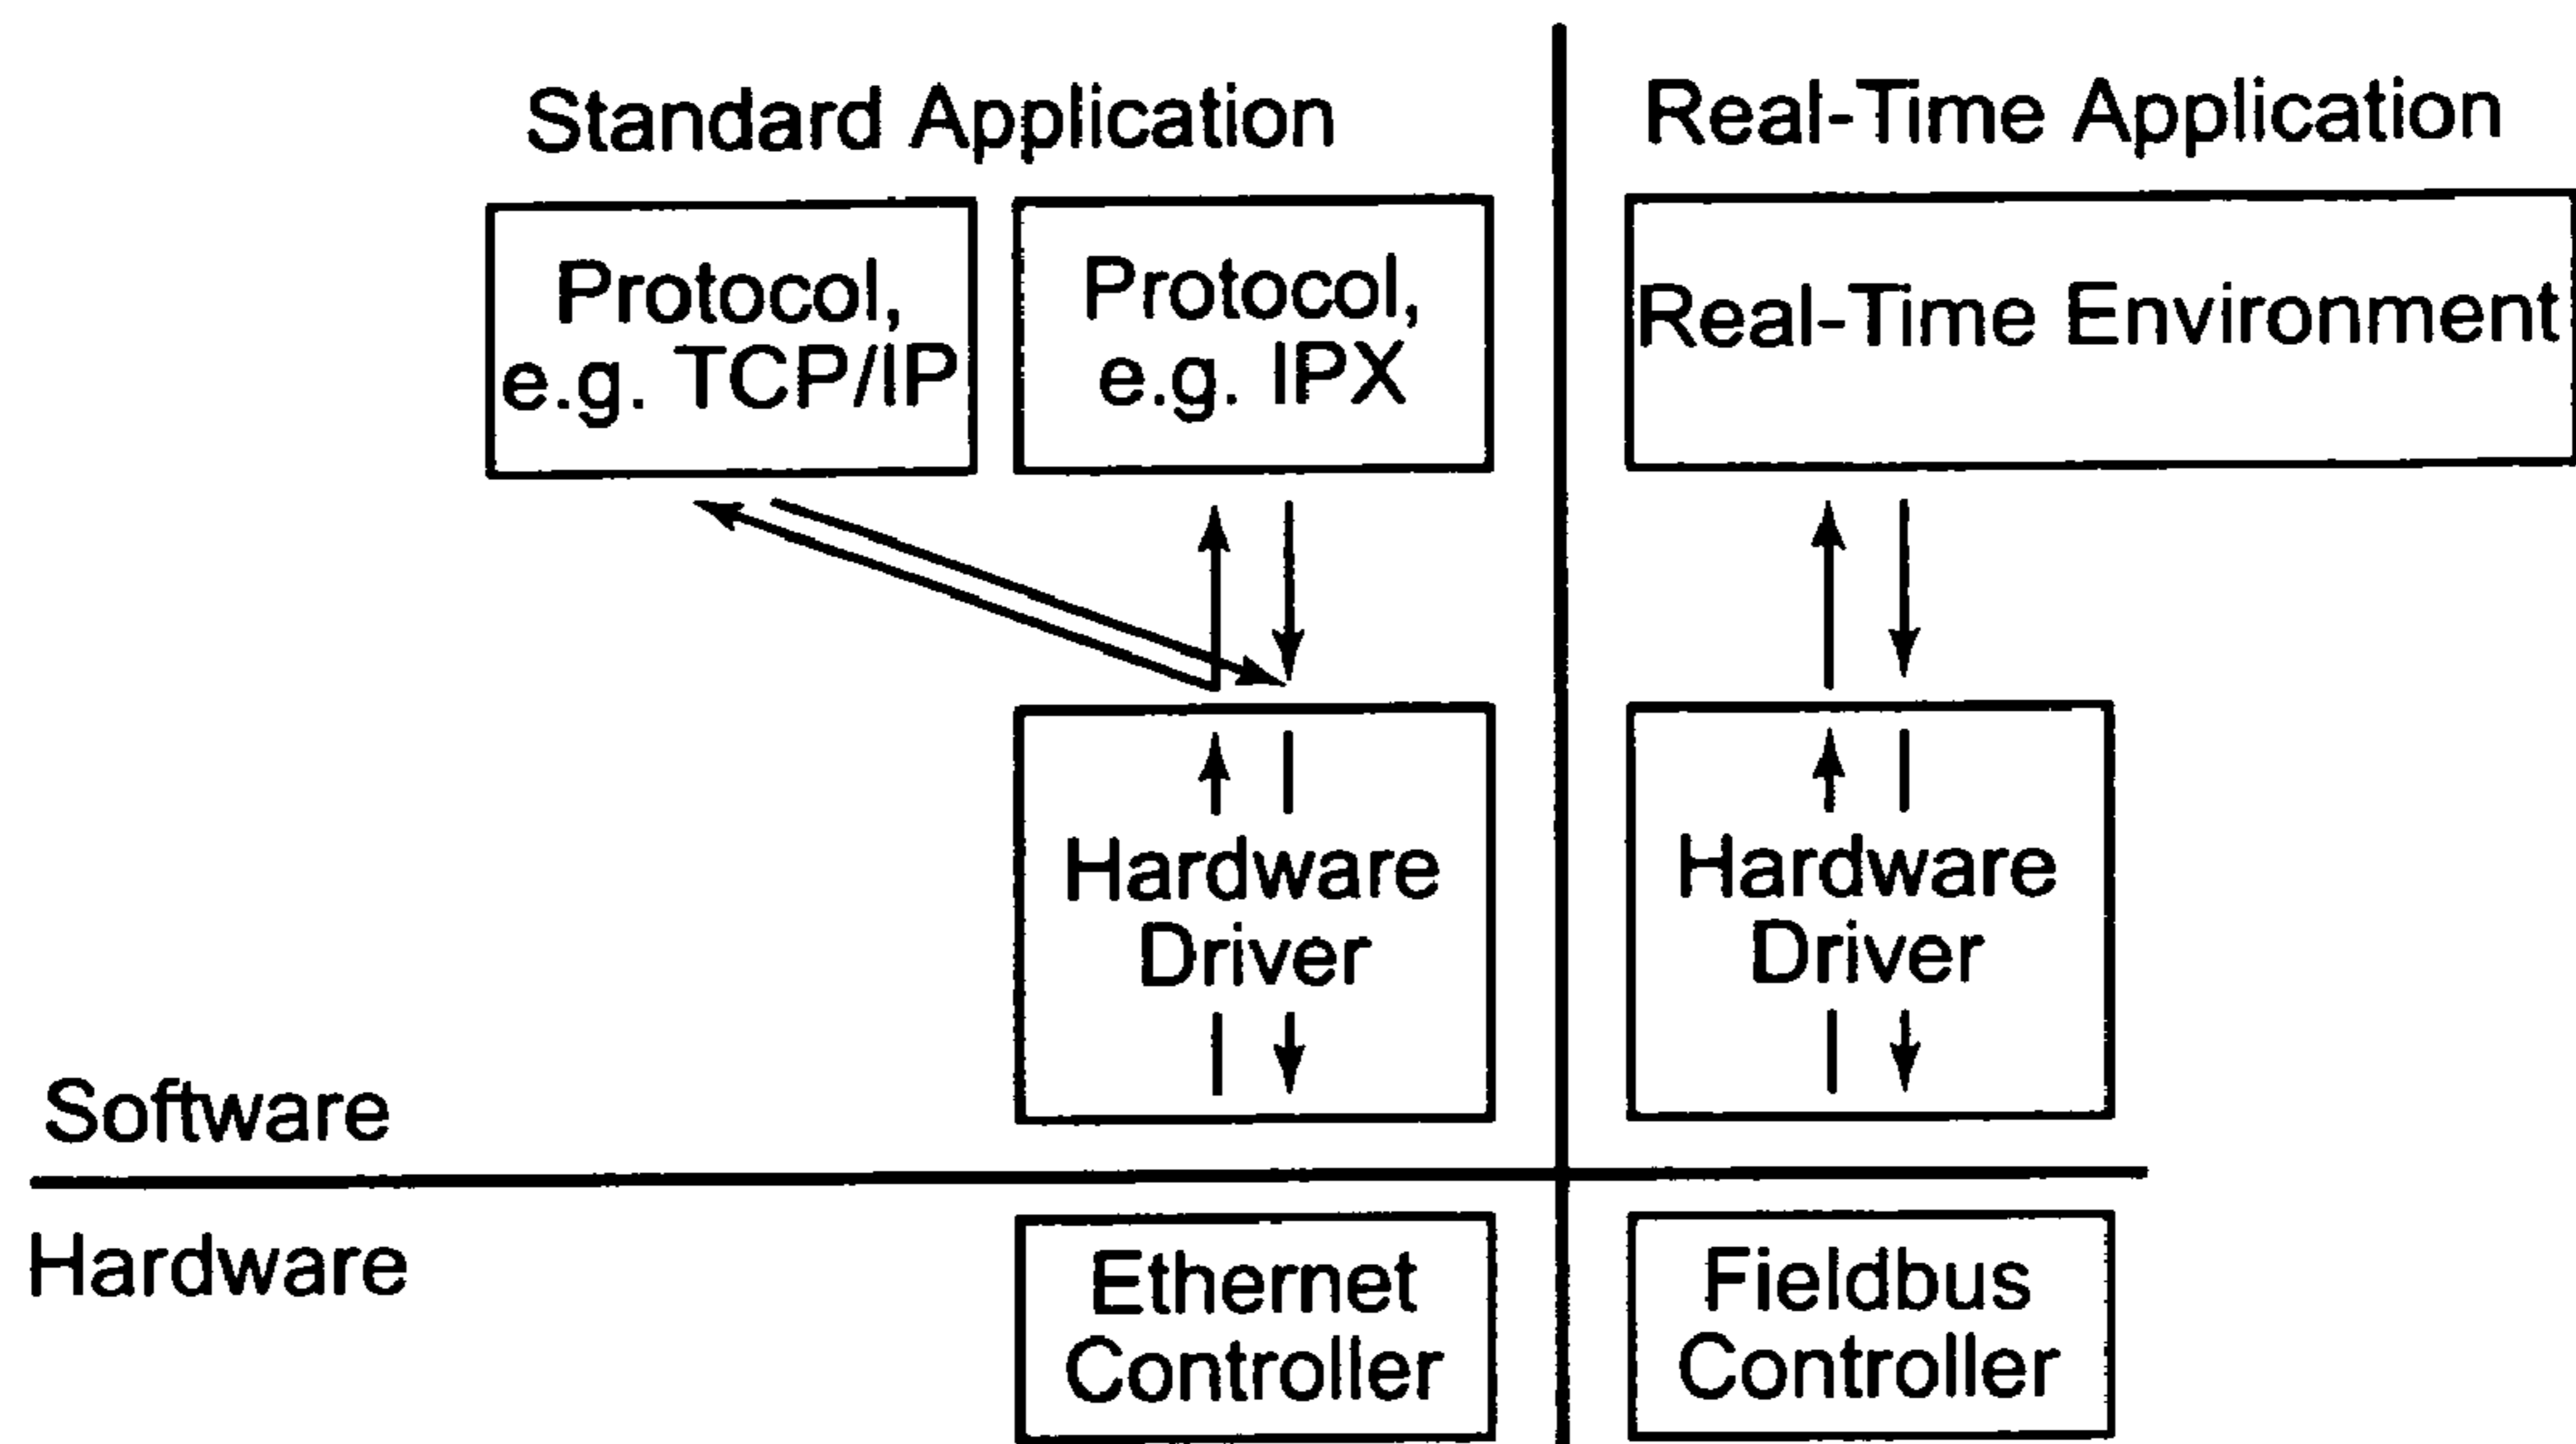 Standard Application
Real-Time Application
Protocol,
e.g. TCP/IP
Protocol,
e.g. IPX
Real-Time Environment
Hardware
Driver
Hardware
Driver
Software
Hardware
Ethernet
Controller
Fieldbus
Controller